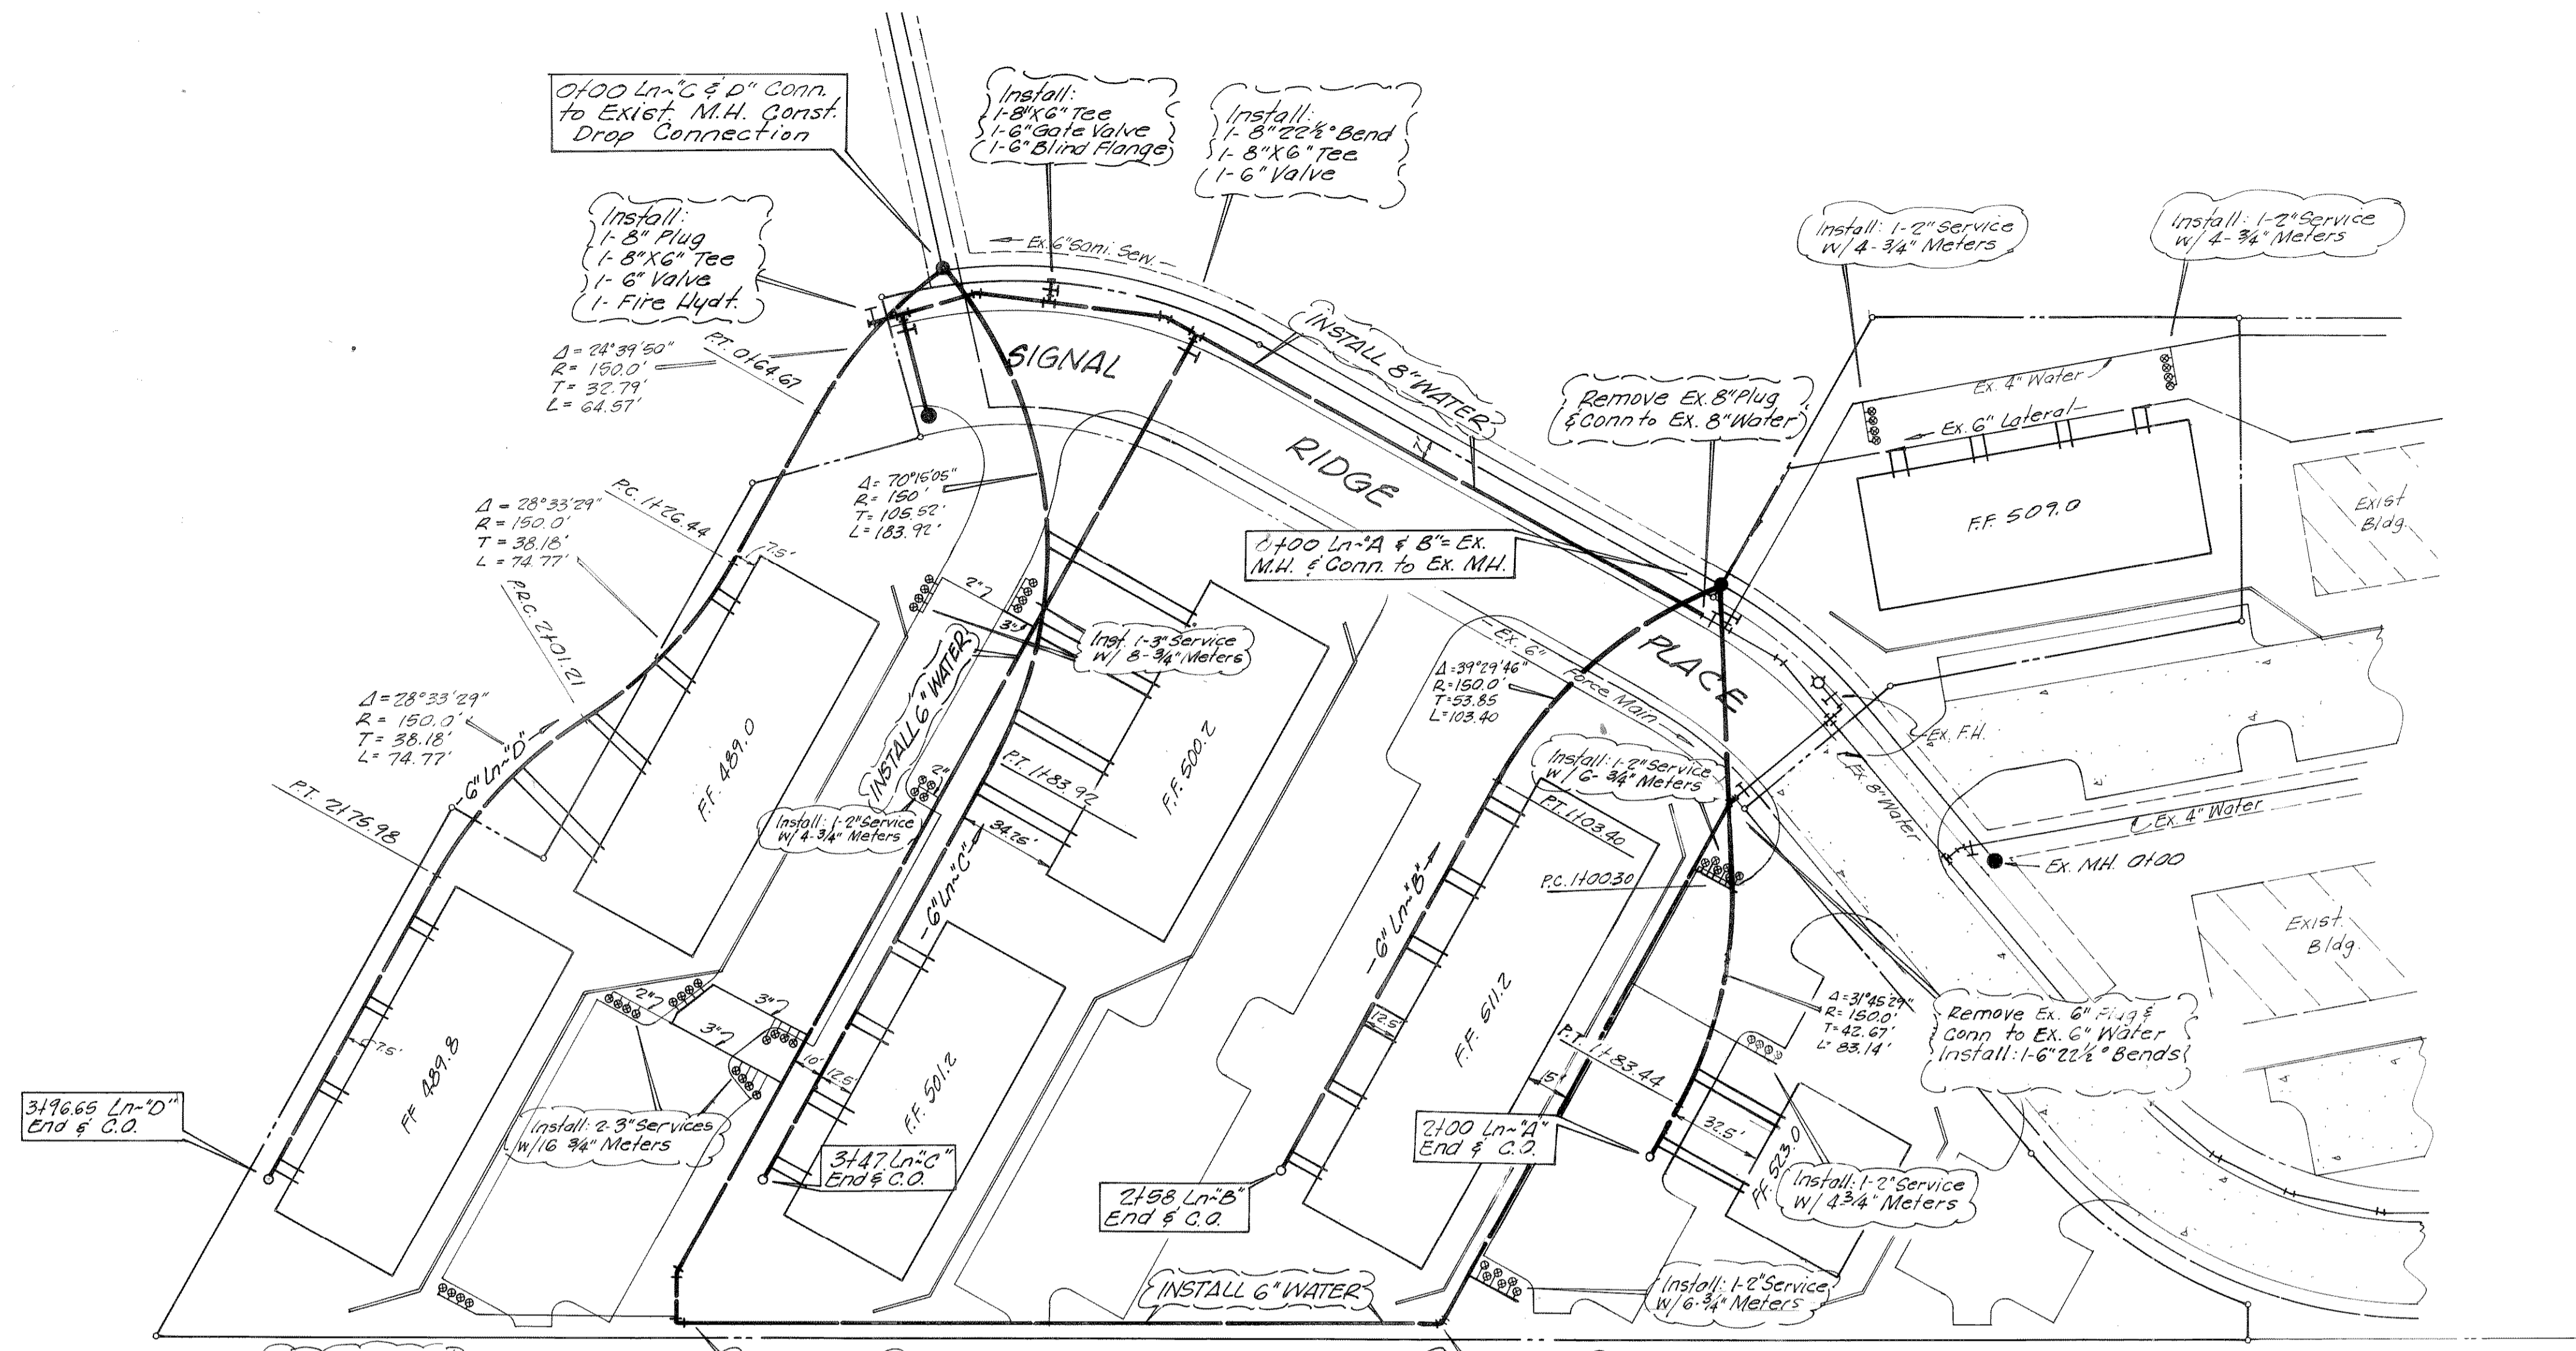 0+00 Ln~"C & D" Conn.
to Exist. M.H. Const.
Drop Connection
Install:
1-8"X6" Tee
1-6" Gate Valve
1-6" Blind Flange
Install:
1- 8" 22½° Bend
1- 8"X6" Tee
1- 6" Valve
Install:
1- 8" Plug
1- 8"X6" Tee
1- 6" Valve
1- Fire Hydt.
Ex. 6" Sani. Sew.
Install: 1-2" Service
W/ 4-3/4" Meters
Install: 1-2" Service
W/ 4-3/4" Meters
Δ = 24°39'50"
R = 150.0'
T = 32.79'
L = 64.57'
P.T. 0+64.67
SIGNAL
RIDGE
PLACE
INSTALL 8" WATER
Remove Ex. 8" Plug
& Conn to Ex. 8" Water
Ex. 4" Water
Ex. 6" Lateral
F.F. 509.0
Exist
Bldg.
Δ = 28°33'29"
R = 150.0'
T = 38.18'
L = 74.77'
P.C. 1+26.44
7.5'
Δ = 70°15'05"
R = 150'
T = 105.52'
L = 183.92'
0+00 Ln~"A & B" = Ex.
M.H. & Conn. to Ex. MH.
P.R.C. 2+01.21
2"
3"
Inst. 1-3" Service
W/ 8-3/4" Meters
INSTALL 6" WATER
Δ = 28°33'29"
R = 150.0'
T = 38.18'
L = 74.77'
6" Ln~"D"
P.T. 2+75.98
F.F. 489.0
F.F. 500.2
P.T. 1+83.92
34.26'
2"
Install: 1-2" Service
W/ 4-3/4" Meters
6" Ln~"C"
Ex. 6"
Force Main
Δ = 39°29'46"
R = 150.0'
T = 53.85
L = 103.40
Install: 1-2" Service
W/ 6-3/4" Meters
P.T. 1+03.40
P.C. 1+00.30
6" Ln~"B"
Ex. F.H.
Ex. 8" Water
Ex. 4" Water
Ex. M.H. 0+00
Exist.
Bldg.
Δ = 31°45'29"
R = 150.0'
T = 42.67'
L = 83.14'
Remove Ex. 6" Plug &
Conn to Ex. 6" Water
Install: 1-6" 22½° Bends
7.5'
FF 489.8
2"
3"
3"
10'
12.5'
F.F. 501.2
12.5'
F.F. 511.2
P.T. 1+83.44
15'
32.5'
F.F. 523.0
3+96.65 Ln~"D"
End & C.O.
Install: 2-3" Services
W/16 3/4" Meters
3+47 Ln~"C"
End & C.O.
2+58 Ln~"B"
End & C.O.
2+00 Ln~"A"
End & C.O.
Install: 1-2" Service
W/ 4 3/4" Meters
INSTALL 6" WATER
Install: 1-2" Service
W/ 6-3/4" Meters